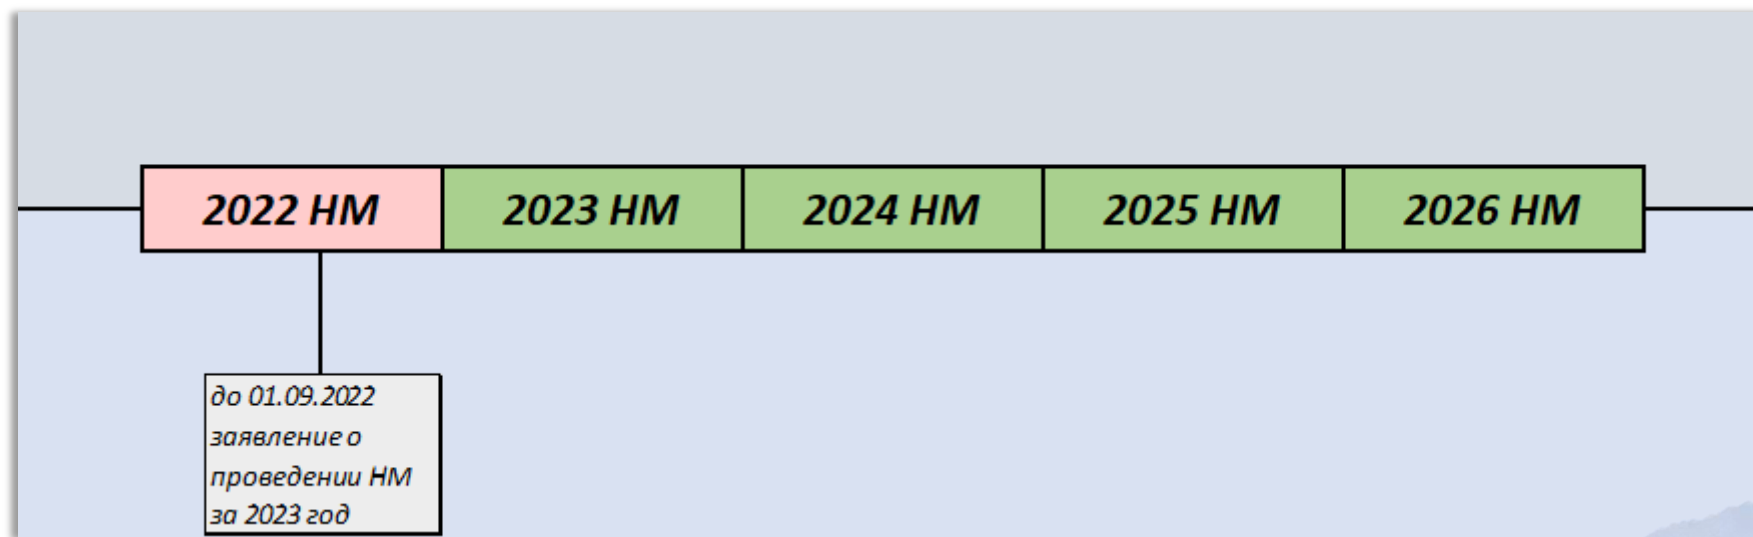 2022 НМ 2023 НМ 2024 НМ 2025 НМ 2026 НМ
до 01.09.2022
заявление о
проведении НМ
за 2023 год